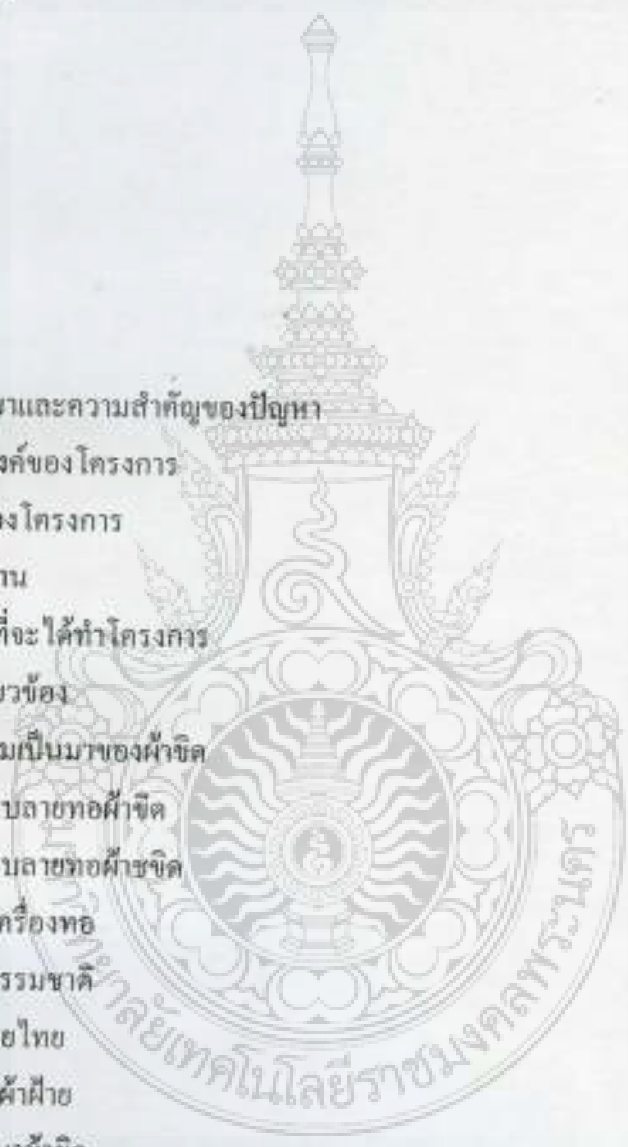 และความสำคัญของปัญหา
งค์ของโครงการ
งโครงการ
าน
ที่จะได้ทำโครงการ
ยวข้อง
มเป็นมาของผ้าขิด
บลายทอผ้าขิด
บลายทอผ้าชขิด
ครื่องทอ
รรมชาติ
ยไทย
ผ้าฝ้าย
มหาวิทยาลัยเทคโนโลยีราชมงคลพระนคร